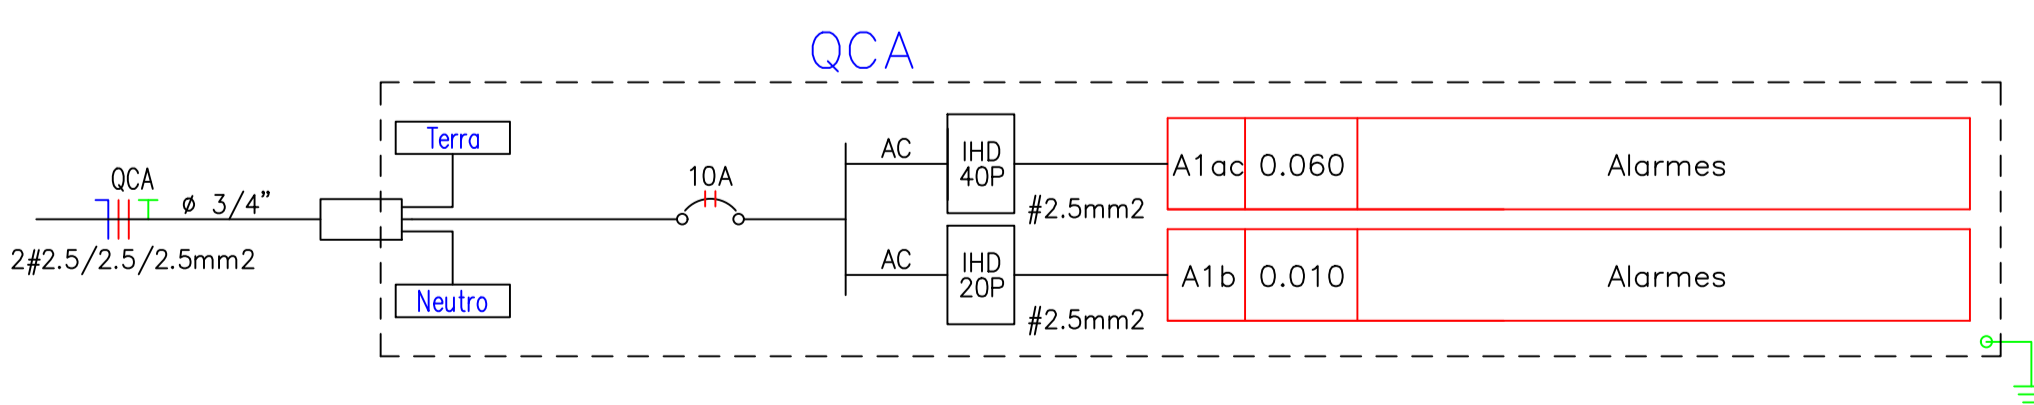 QCA
Terra
QCA
ø 3/4"
2#2.5/2.5/2.5mm2
Neutro
10A
AC
IHD
40P
#2.5mm2
A1ac 0.060 Alarmes
AC
IHD
20P
#2.5mm2
A1b 0.010 Alarmes